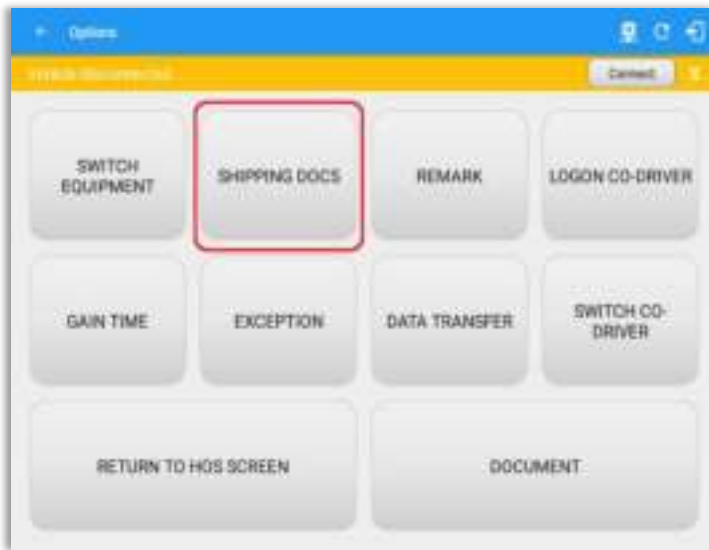 Options
Connect
SWITCH
EQUIPMENT
SHIPPING DOCS
REMARK
LOGON CO-DRIVER
GAIN TIME
EXCEPTION
DATA TRANSFER
SWITCH CO-
DRIVER
RETURN TO HOS SCREEN
DOCUMENT